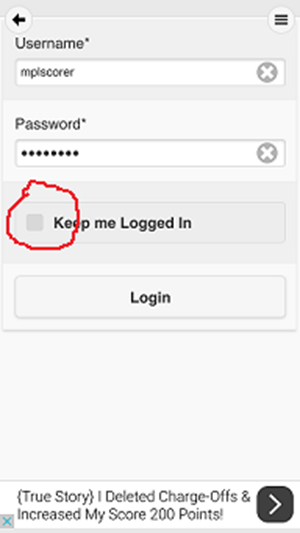 Username*
mplscorer
Password*
••••••••
Keep me Logged In
Login
{True Story} I Deleted Charge-Offs &
Increased My Score 200 Points!